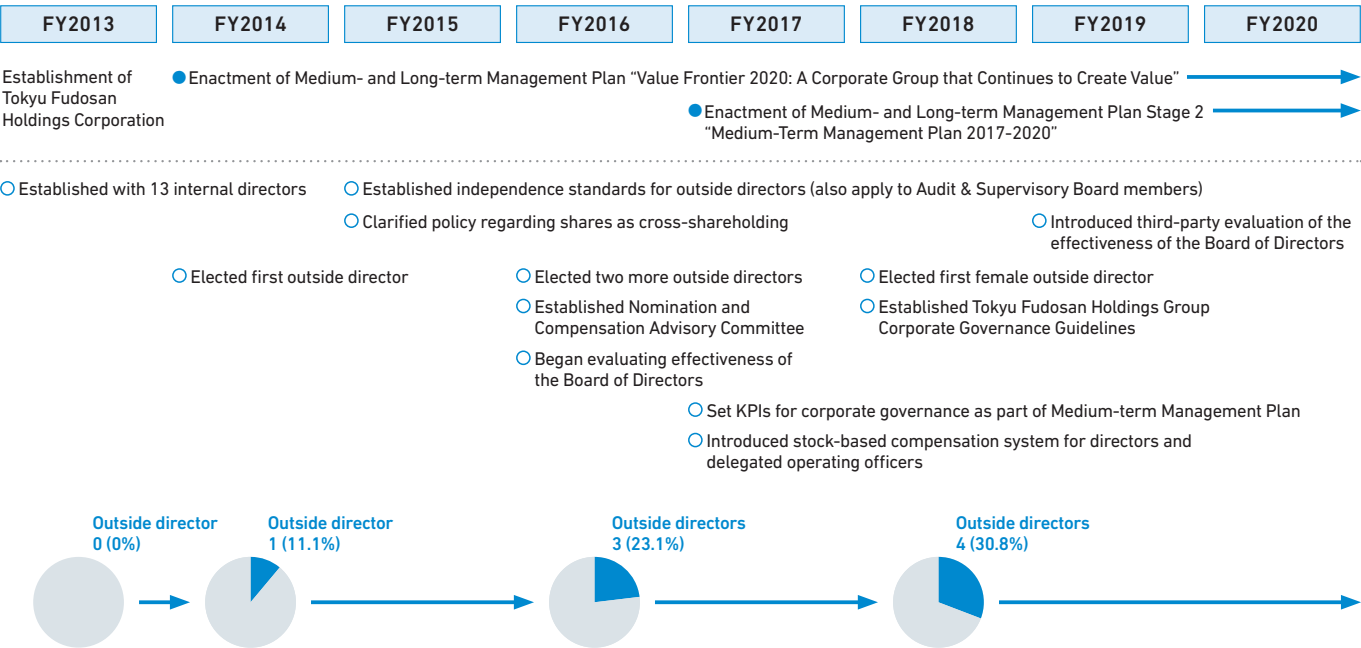 FY2013
FY2014
FY2015
FY2016
FY2017
FY2018
FY2019
FY2020
Establishment of
Tokyu Fudosan
Holdings Corporation
Enactment of Medium- and Long-term Management Plan “Value Frontier 2020: A Corporate Group that Continues to Create Value”
Enactment of Medium- and Long-term Management Plan Stage 2
“Medium-Term Management Plan 2017-2020”
Established with 13 internal directors
Established independence standards for outside directors (also apply to Audit & Supervisory Board members)
Clarified policy regarding shares as cross-shareholding
Introduced third-party evaluation of the
effectiveness of the Board of Directors
Elected first outside director
Elected two more outside directors
Elected first female outside director
Established Nomination and
Compensation Advisory Committee
Established Tokyu Fudosan Holdings Group
Corporate Governance Guidelines
Began evaluating effectiveness of
the Board of Directors
Set KPIs for corporate governance as part of Medium-term Management Plan
Introduced stock-based compensation system for directors and
delegated operating officers
Outside director
0 (0%)
Outside director
1 (11.1%)
Outside directors
3 (23.1%)
Outside directors
4 (30.8%)